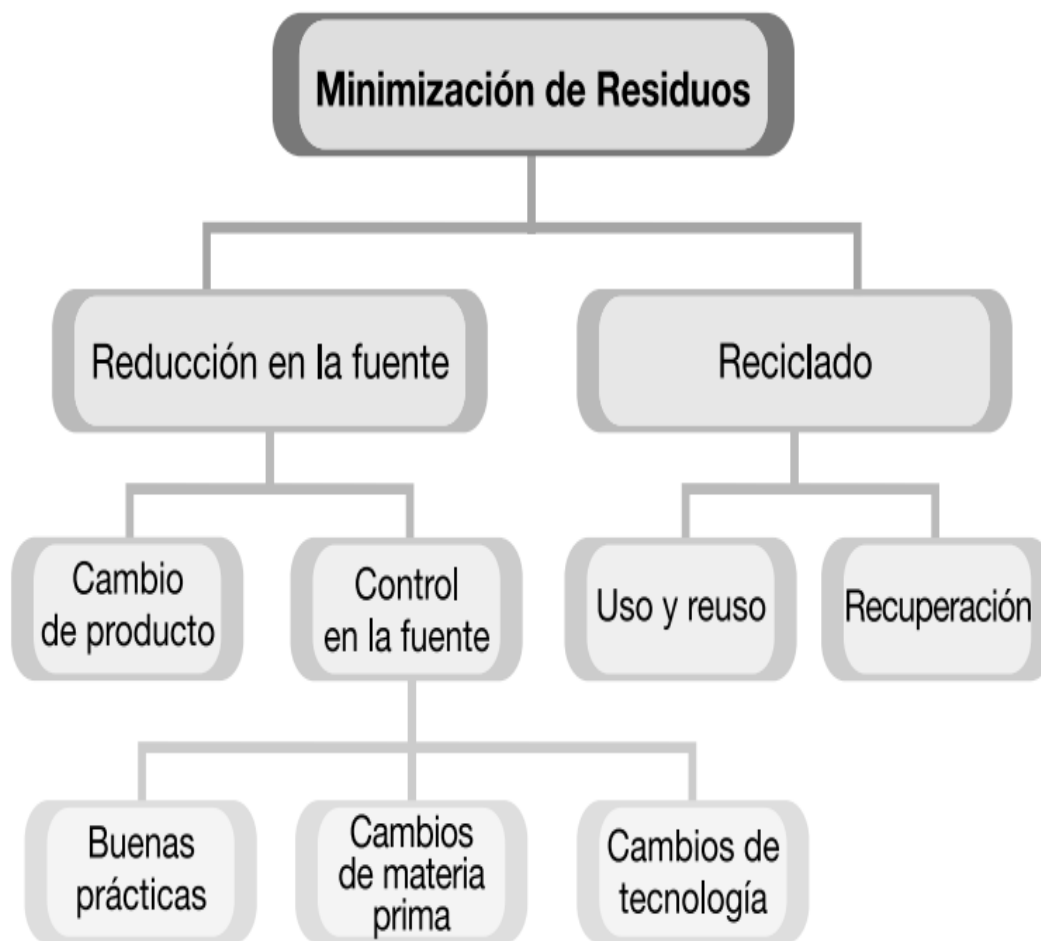 Minimización de Residuos
Reducción en la fuente
Reciclado
Cambio
de producto
Control
en la fuente
Uso y reuso
Recuperación
Buenas
prácticas
Cambios
de materia
prima
Cambios de
tecnología